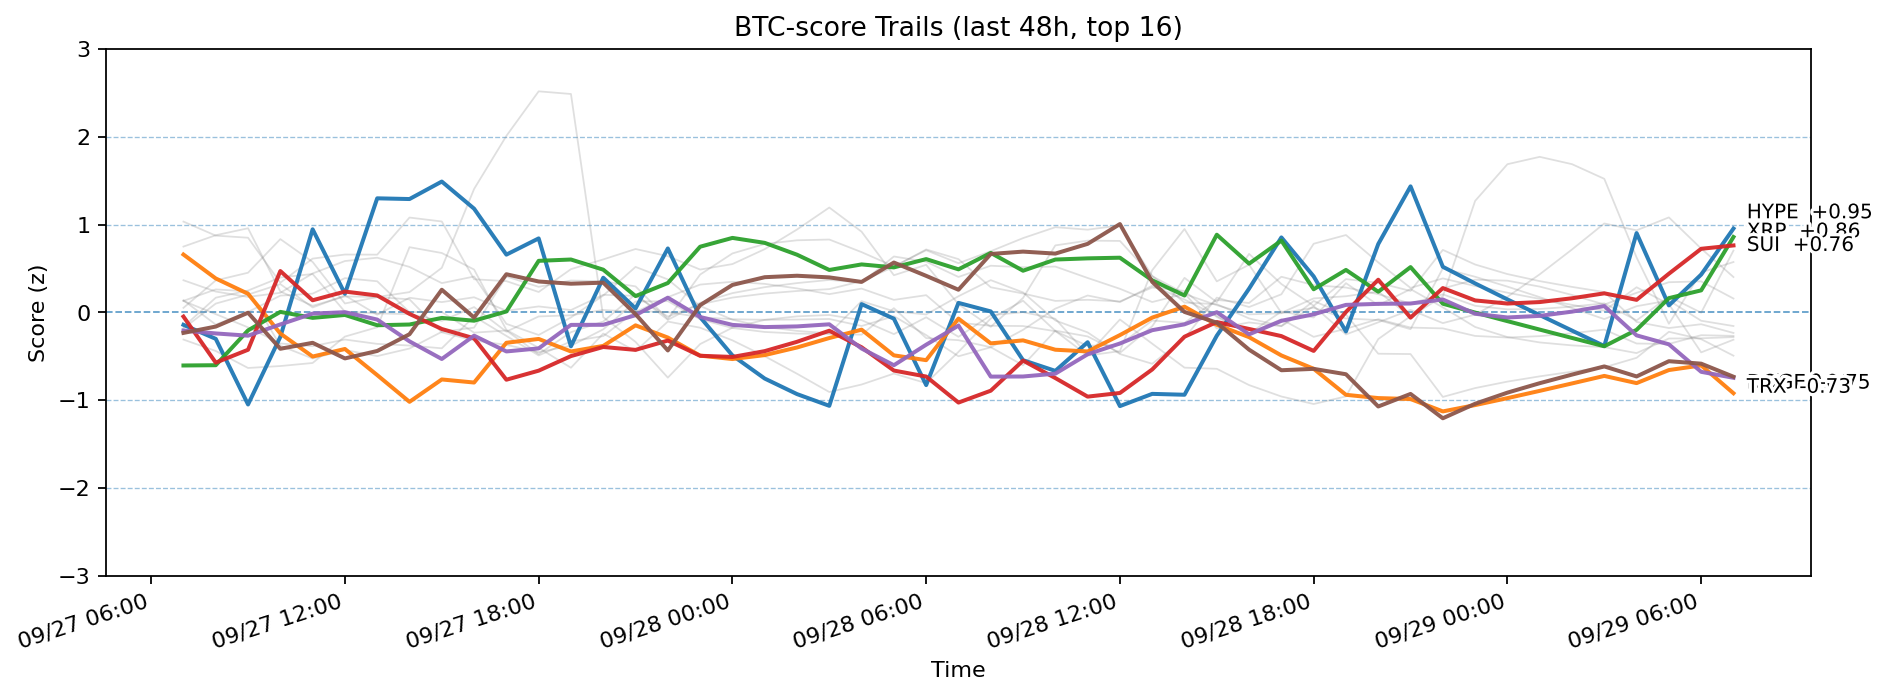 BTC-score Trails (last 48h, top 16)
Score (z)
3
2
1
0
−1
−2
−3
HYPE +0.95
XRP +0.86
SUI +0.76
TRX −0.73
09/27 06:00
09/27 12:00
09/27 18:00
09/28 00:00
09/28 06:00
09/28 12:00
09/28 18:00
09/29 00:00
09/29 06:00
Time